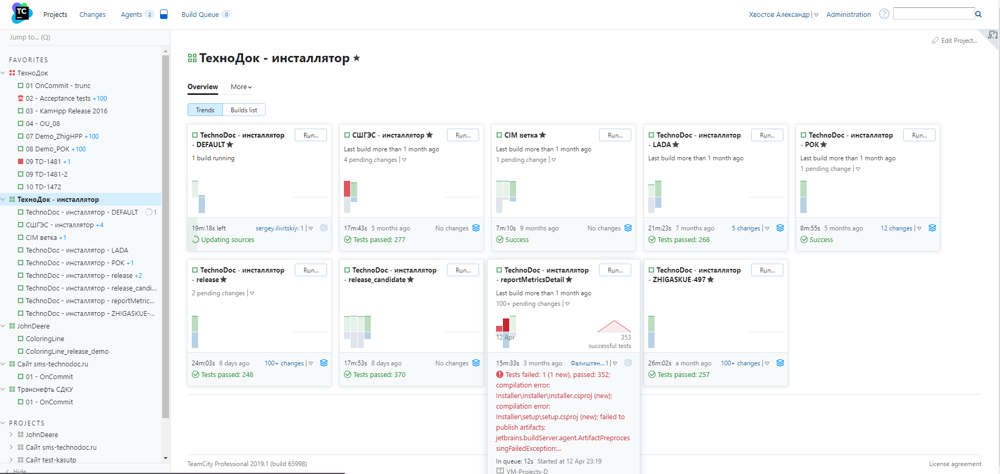 TC
Projects
Changes
Agents 2
Build Queue 0
Хвостов Александр
Administration
?
Jump to... (Q)
FAVORITES
ТехноДок
01 OnCommit - trunc
02 - Acceptance tests +100
03 - KamHpp Release 2016
04 - OU_08
07 Demo_ZhigHPP +100
08 Demo_РОК +100
09 TD-1481 +1
09 TD-1481-2
10 TD-1472
ТехноДок - инсталлятор
TechnoDoc - инсталлятор - DEFAULT 1
СШГЭС - инсталлятор +4
CIM ветка +1
TechnoDoc - инсталлятор - LADA
TechnoDoc - инсталлятор - РОК +1
TechnoDoc - инсталлятор - release +2
TechnoDoc - инсталлятор - release_candi...
TechnoDoc - инсталлятор - reportMetric...
TechnoDoc - инсталлятор - ZHIGASKUE-...
JohnDeere
ColoringLine
ColoringLine_release_demo
Сайт sms-technodoc.ru
01 - OnCommit
Транснефть СДКУ
01 - OnCommit
PROJECTS
JohnDeere
Сайт sms-technodoc.ru
Сайт test-kasutp
Hide
Edit Project...
ТехноДок - инсталлятор
Overview
More
Trends
Builds list
TechnoDoc - инсталлятор
- DEFAULT
Run...
1 build running
19m:18s left
sergey.ilivitskiy: 1
Updating sources
СШГЭС - инсталлятор
Run...
Last build more than 1 month ago
4 pending changes
17m:43s 5 months ago
No changes
Tests passed: 277
CIM ветка
Run...
Last build more than 1 month ago
1 pending change
7m:10s 9 months ago
No changes
Success
TechnoDoc - инсталлятор
- LADA
Run...
Last build more than 1 month ago
21m:23s 7 months ago
5 changes
Tests passed: 268
TechnoDoc - инсталлятор
- РОК
Run...
Last build more than 1 month ago
1 pending change
8m:55s 5 months ago
12 changes
Success
TechnoDoc - инсталлятор
- release
Run...
2 pending changes
24m:03s 6 days ago
100+ changes
Tests passed: 248
TechnoDoc - инсталлятор
- release_candidate
Run...
17m:53s 8 days ago
No changes
Tests passed: 370
TechnoDoc - инсталлятор
- reportMetricsDetail
Run...
Last build more than 1 month ago
100+ pending changes
12 Apr
353
successful tests
15m:33s 3 months ago
Фалиштян... 1
Tests failed: 1 (1 new), passed: 352;
compilation error:
Installer\Installer\Installer.csproj (new);
compilation error:
Installer\setup\setup.csproj (new); failed to
publish artifacts:
jetbrains.buildServer.agent.ArtifactPreproces
singFailedException:...
In queue: 12s Started at 12 Apr 23:19
VM-Projects-D
TechnoDoc - инсталлятор
- ZHIGASKUE-497
Run...
26m:02s a month ago
100+ changes
Tests passed: 257
TeamCity Professional 2019.1 (build 65998)
License agreement